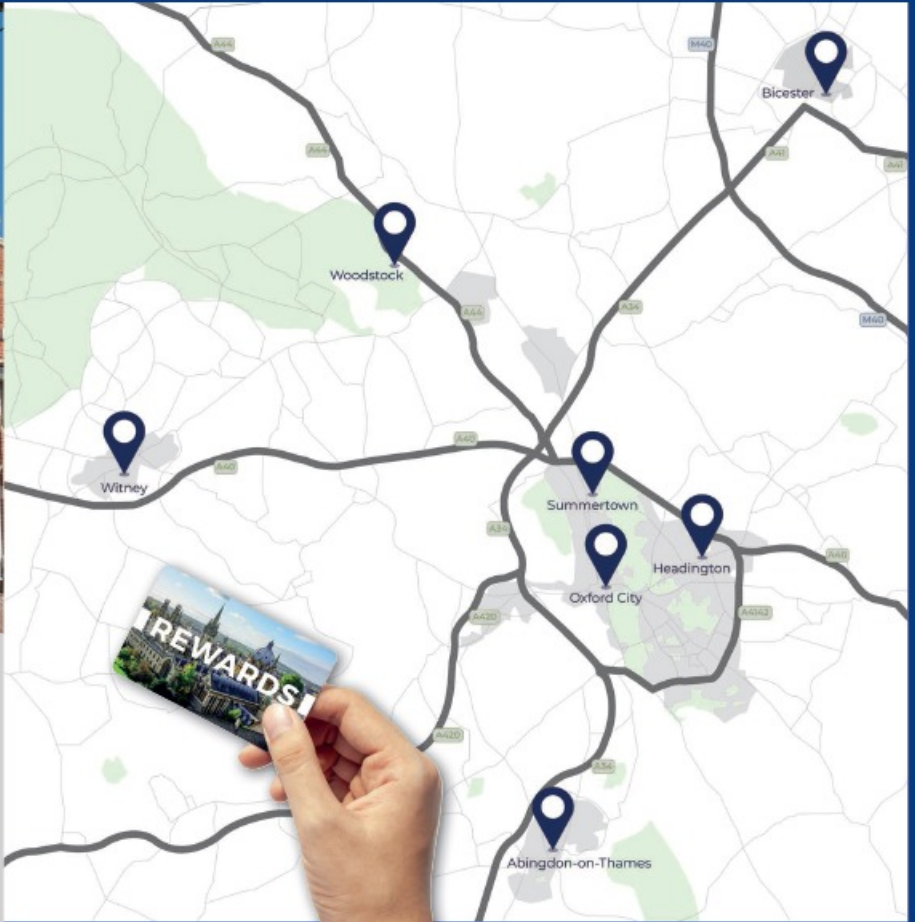 A44
M40
Bicester
A44
A41
A41
Woodstock
A44
A34
M40
A40
A40
Witney
Summertown
A34
Headington
A40
Oxford City
A420
A4142
REWARDS
A420
A34
Abingdon-on-Thames